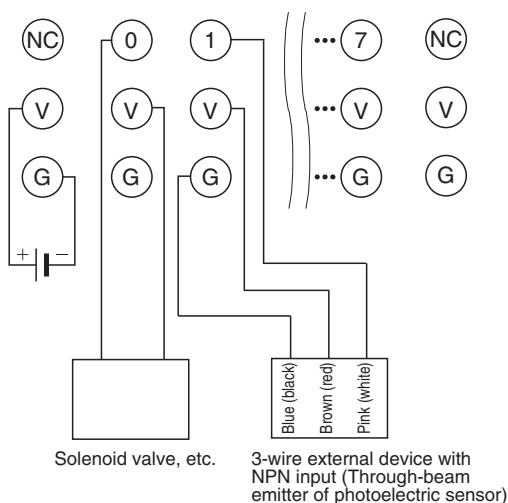 NC 0 1 ••• 7 NC
V V V ••• V V
G G G ••• G G
+ −
Blue (black)
Brown (red)
Pink (white)
Solenoid valve, etc.
3-wire external device with
NPN input (Through-beam
emitter of photoelectric sensor)